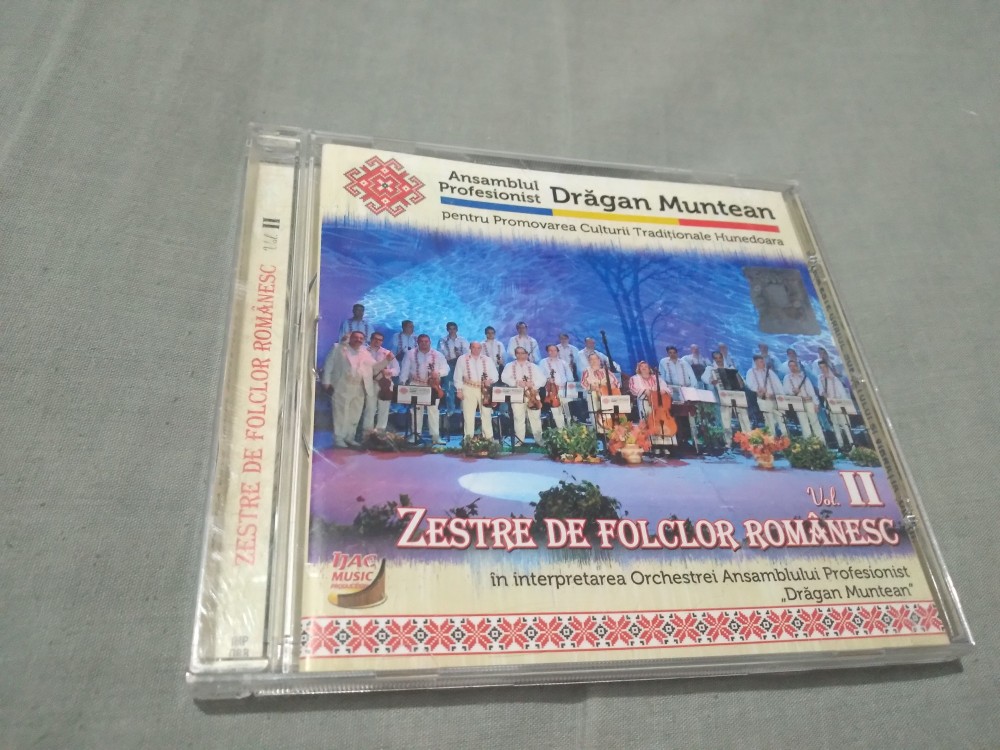 Ansamblul
Profesionist
Drăgan Muntean
pentru Promovarea Culturii Tradiționale Hunedoara
Vol. II
ZESTRE DE FOLCLOR ROMÂNESC
în interpretarea Orchestrei Ansamblului Profesionist
„Drăgan Muntean"
MUSIC
ZESTRE DE FOLCLOR ROMÂNESC Vol. II